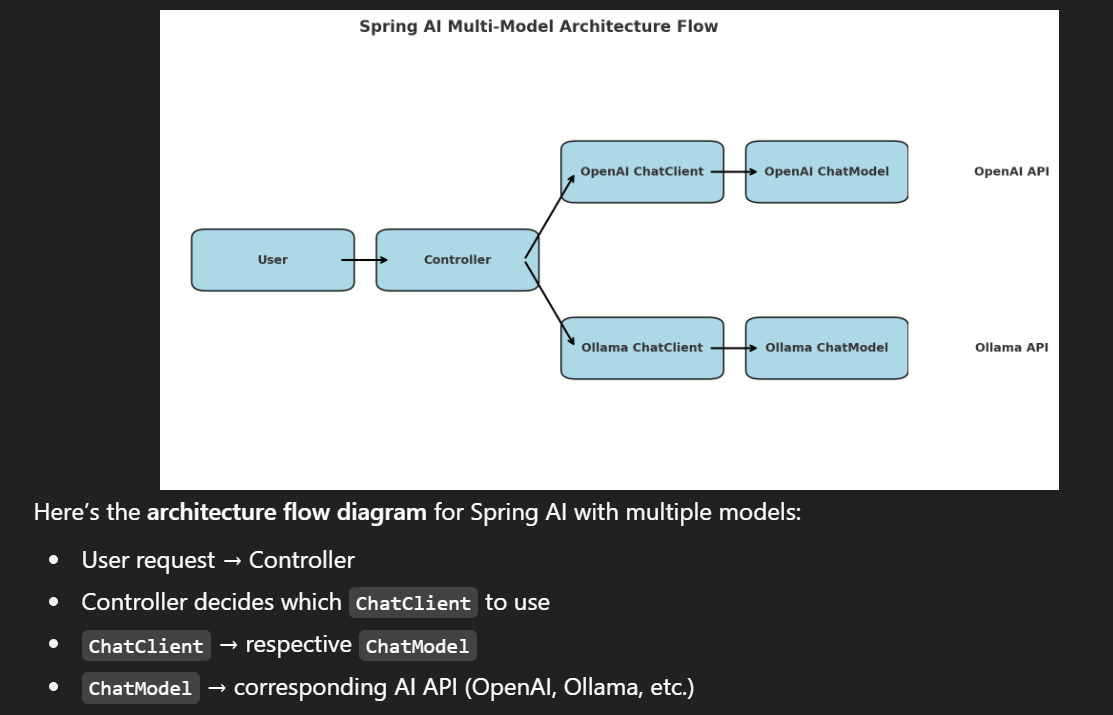 Spring AI Multi-Model Architecture Flow
OpenAI ChatClient
OpenAI ChatModel
OpenAI API
User
Controller
Ollama ChatClient
Ollama ChatModel
Ollama API
Here’s the architecture flow diagram for Spring AI with multiple models:
• User request → Controller
• Controller decides which ChatClient to use
• ChatClient → respective ChatModel
• ChatModel → corresponding AI API (OpenAI, Ollama, etc.)